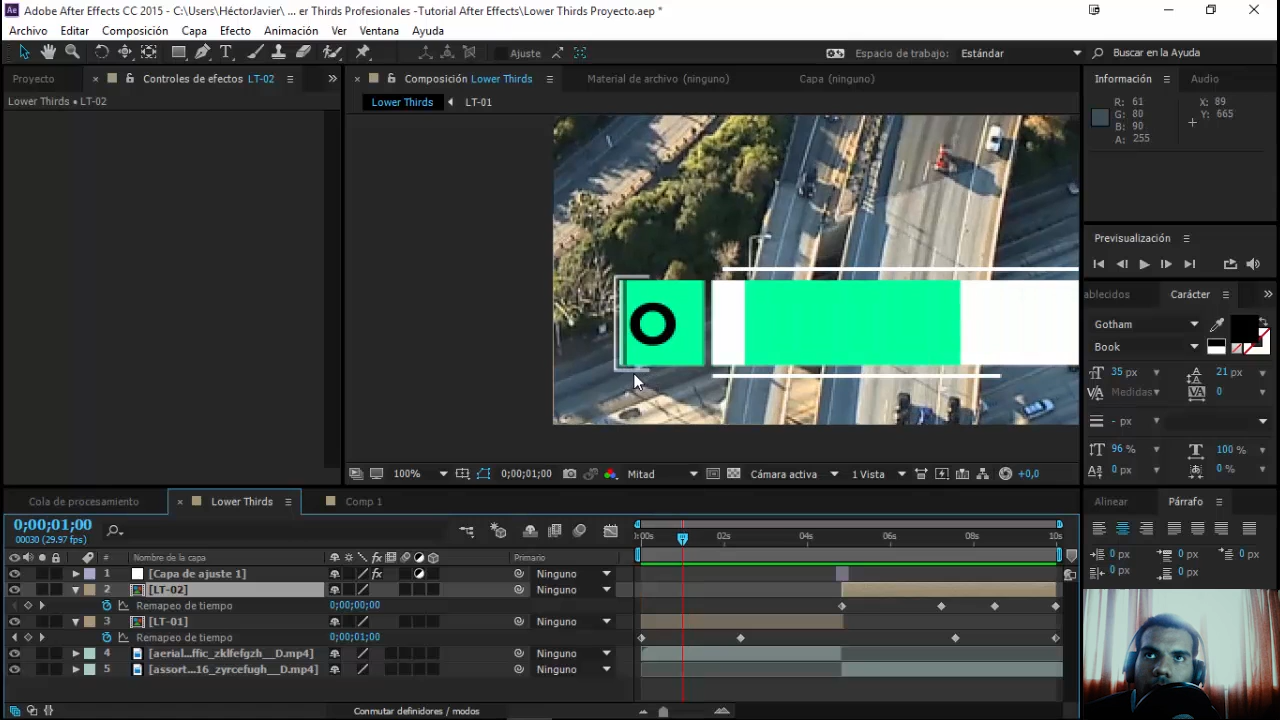 Adobe After Effects CC 2015 - C:\Users\HéctorJavier\ ... er Thirds Profesionales -Tutorial After Effects\Lower Thirds Proyecto.aep *
Archivo Editar Composición Capa Efecto Animación Ver Ventana Ayuda
Ajuste Espacio de trabajo: Estándar Buscar en la Ayuda
Proyecto × Controles de efectos LT-02 × Composición Lower Thirds Material de archivo (ninguno) Capa (ninguno) Información Audio
Lower Thirds • LT-02
Lower Thirds LT-01
R: 61 X: 89
G: 80 Y: 665
B: 90
A: 255
Previsualización
ablecidos Carácter
Gotham
Book
35 px 21 px
Medidas 0
- px
96 % 100 %
0 px 0 %
100% 0;00;01;00 Mitad Cámara activa 1 Vista +0,0
Cola de procesamiento × Lower Thirds Comp 1 Alinear Párrafo
0;00;01;00
00030 (29.97 fps)
:00s 02s 04s 06s 08s 10s
# Nombre de la capa fx Primario
1 [Capa de ajuste 1] fx Ninguno
2 [LT-02] Ninguno
Remapeo de tiempo 0;00;00;00
3 [LT-01] Ninguno
Remapeo de tiempo 0;00;01;00
4 [aerial...ffic_zklfefgzh__D.mp4] Ninguno
5 [assort...16_zyrcefugh__D.mp4] Ninguno
0 px 0 px 0 px
0 px 0 px
Conmutar definidores / modos